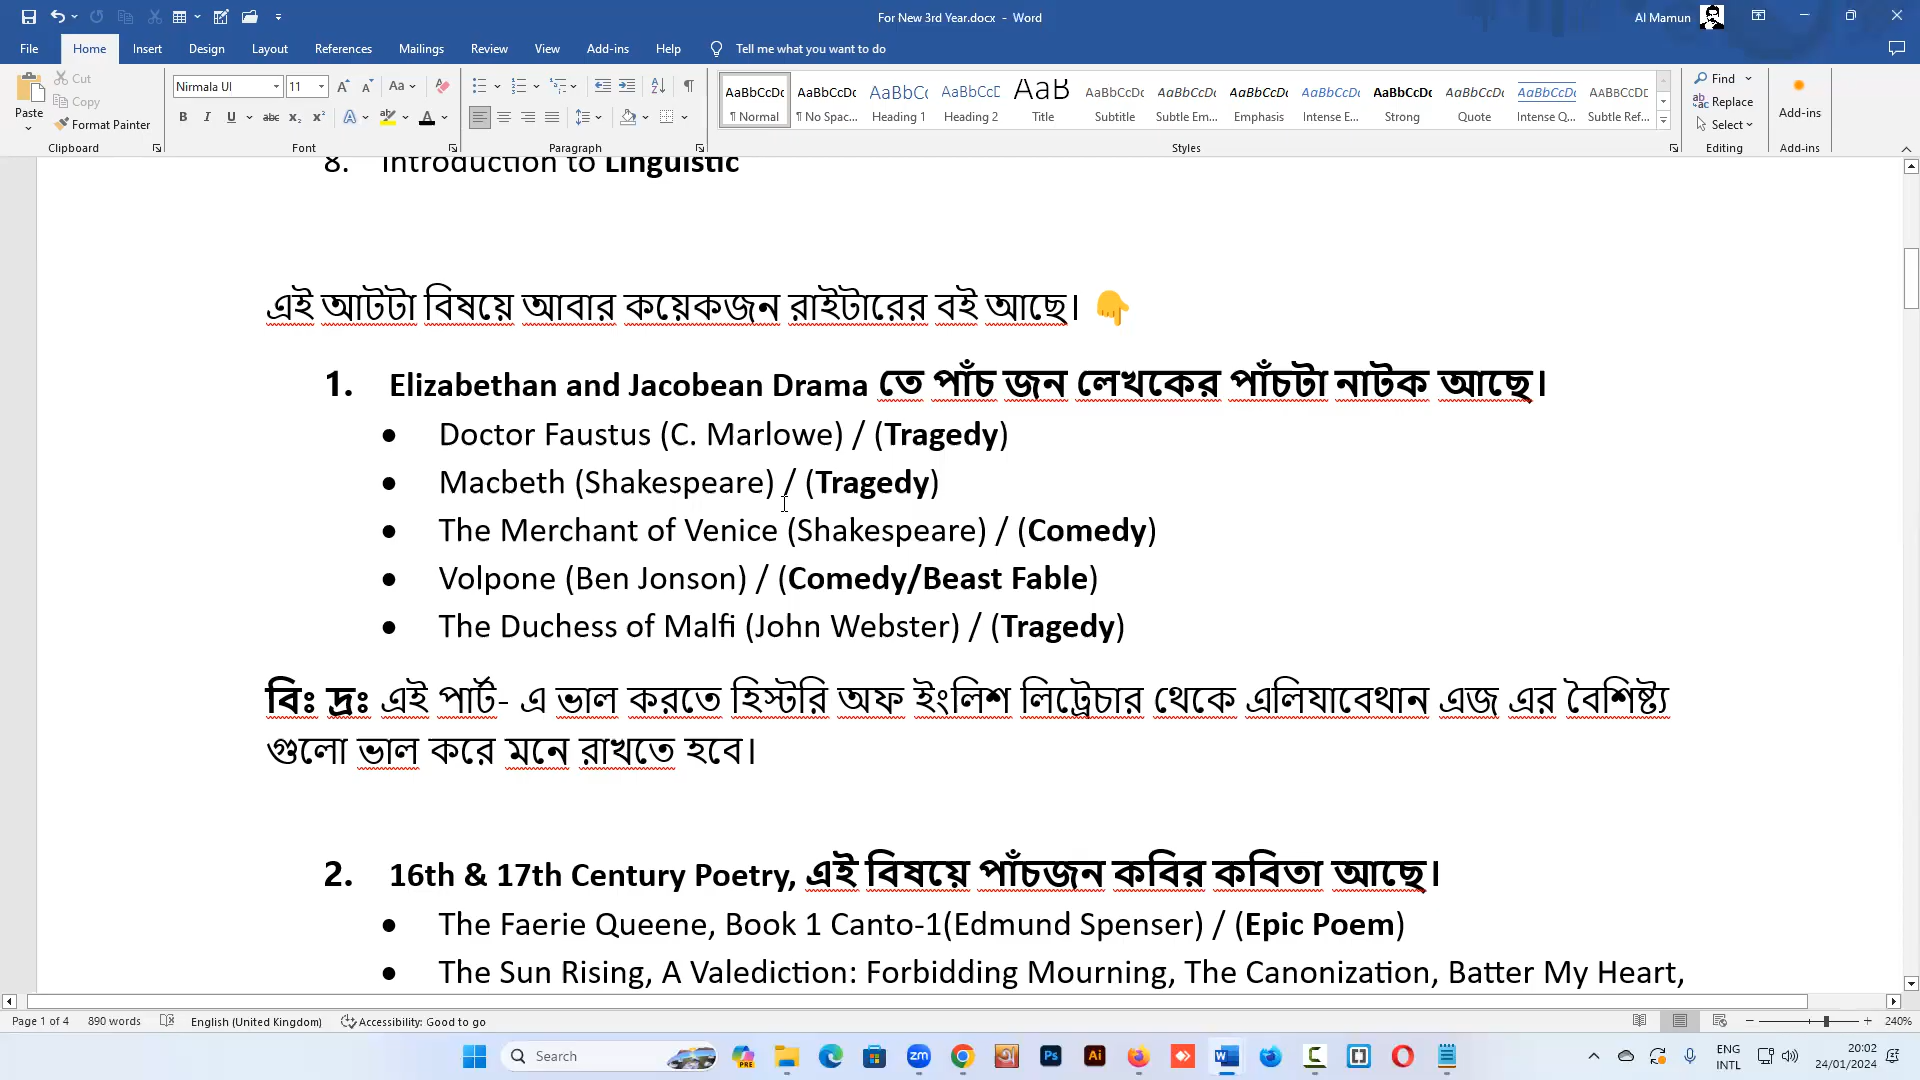 For New 3rd Year.docx - Word
Al Mamun
File Home Insert Design Layout References Mailings Review View Add-ins Help Tell me what you want to do
Paste Cut Copy Format Painter
Nirmala UI 11
AaBbCcDc AaBbCcDc AaBbCc AaBbCcD AaB AaBbCcDc AaBbCcDc AaBbCcDc AaBbCcDc AaBbCcDc AaBbCcDc AaBbCcDc AaBbCcDc
¶ Normal ¶ No Spac... Heading 1 Heading 2 Title Subtitle Subtle Em... Emphasis Intense E... Strong Quote Intense Q... Subtle Ref...
Find Replace Select
Add-ins
Clipboard Font Paragraph Styles Editing Add-ins
8. Introduction to Linguistic
এই আটটা বিষয়ে আবার কয়েকজন রাইটারের বই আছে। 👇
1. Elizabethan and Jacobean Drama তে পাঁচ জন লেখকের পাঁচটা নাটক আছে।
● Doctor Faustus (C. Marlowe) / (Tragedy)
● Macbeth (Shakespeare) / (Tragedy)
● The Merchant of Venice (Shakespeare) / (Comedy)
● Volpone (Ben Jonson) / (Comedy/Beast Fable)
● The Duchess of Malfi (John Webster) / (Tragedy)
বিঃ দ্রঃ এই পার্ট- এ ভাল করতে হিস্টরি অফ ইংলিশ লিট্রেচার থেকে এলিযাবেথান এজ এর বৈশিষ্ট্য
গুলো ভাল করে মনে রাখতে হবে।
2. 16th & 17th Century Poetry, এই বিষয়ে পাঁচজন কবির কবিতা আছে।
● The Faerie Queene, Book 1 Canto-1(Edmund Spenser) / (Epic Poem)
● The Sun Rising, A Valediction: Forbidding Mourning, The Canonization, Batter My Heart,
Page 1 of 4 890 words English (United Kingdom) Accessibility: Good to go 240%
Search
ENG INTL
20:02
24/01/2024